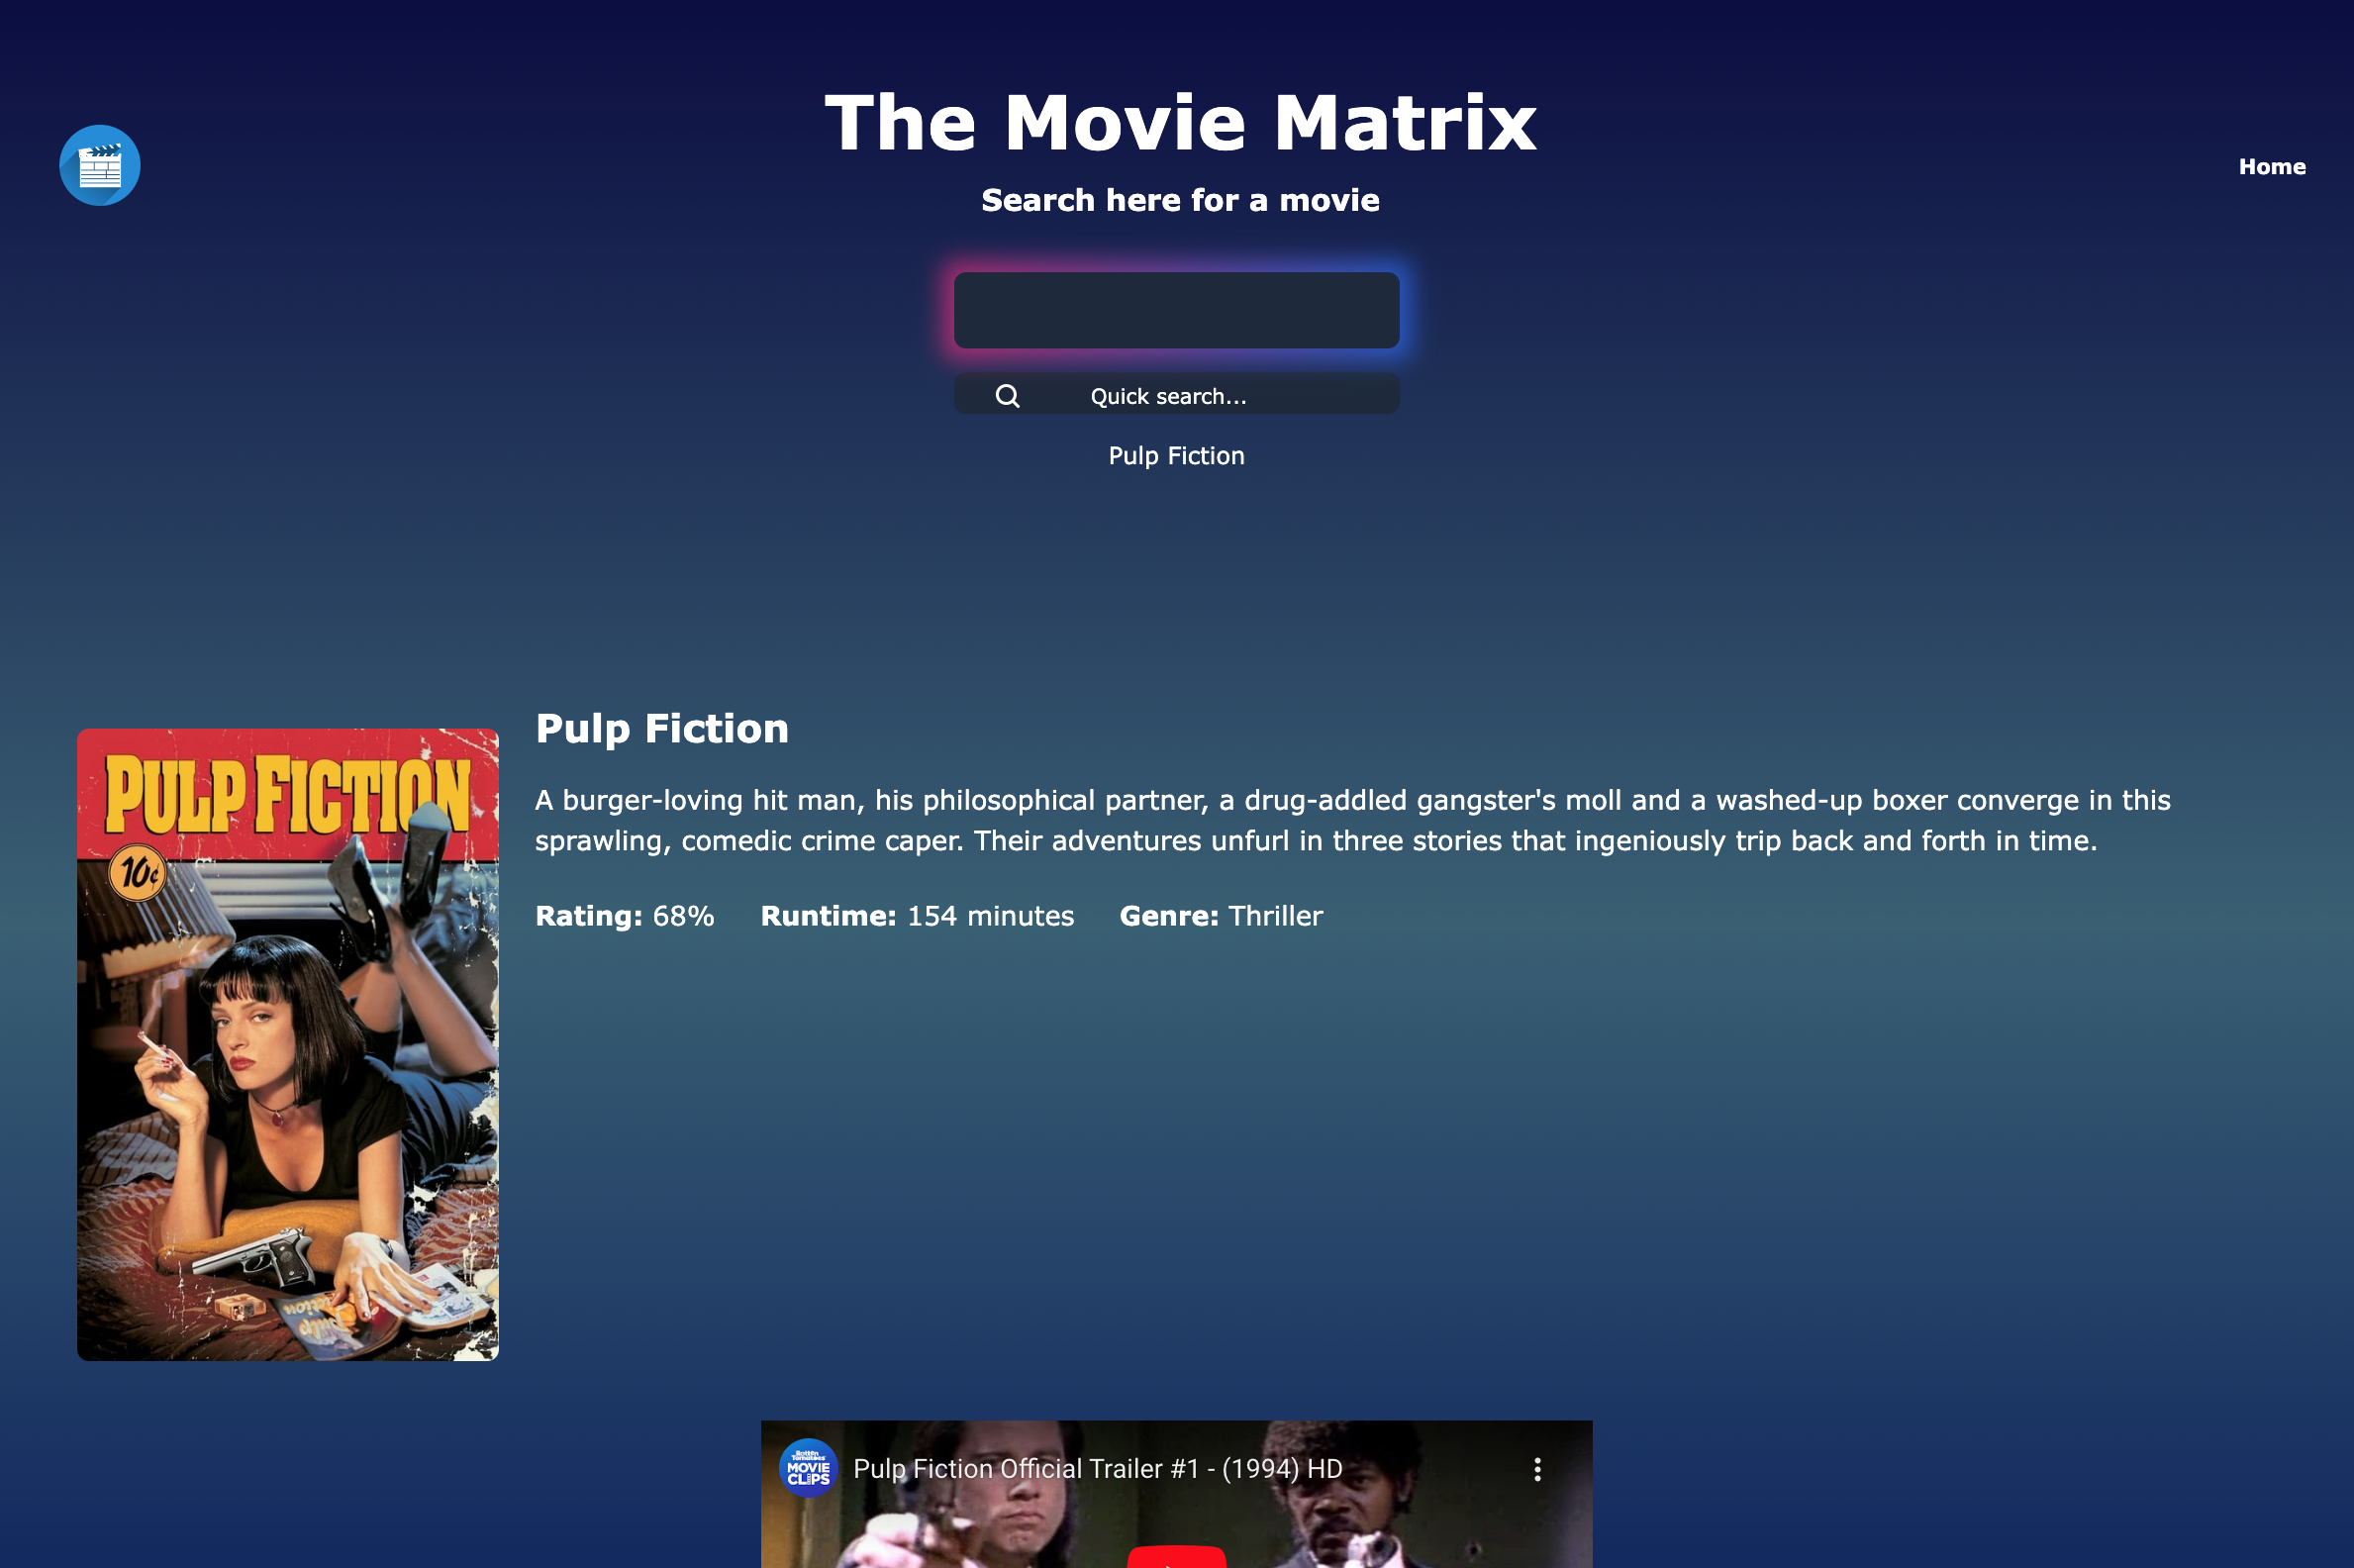 The Movie Matrix
Home
Search here for a movie
Quick search...
Pulp Fiction
Pulp Fiction
A burger-loving hit man, his philosophical partner, a drug-addled gangster's moll and a washed-up boxer converge in this
sprawling, comedic crime caper. Their adventures unfurl in three stories that ingeniously trip back and forth in time.
Rating: 68% Runtime: 154 minutes Genre: Thriller
PULP FICTION
10¢
Rotten
Tomatoes
MOVIE
CLIPS
Pulp Fiction Official Trailer #1 - (1994) HD